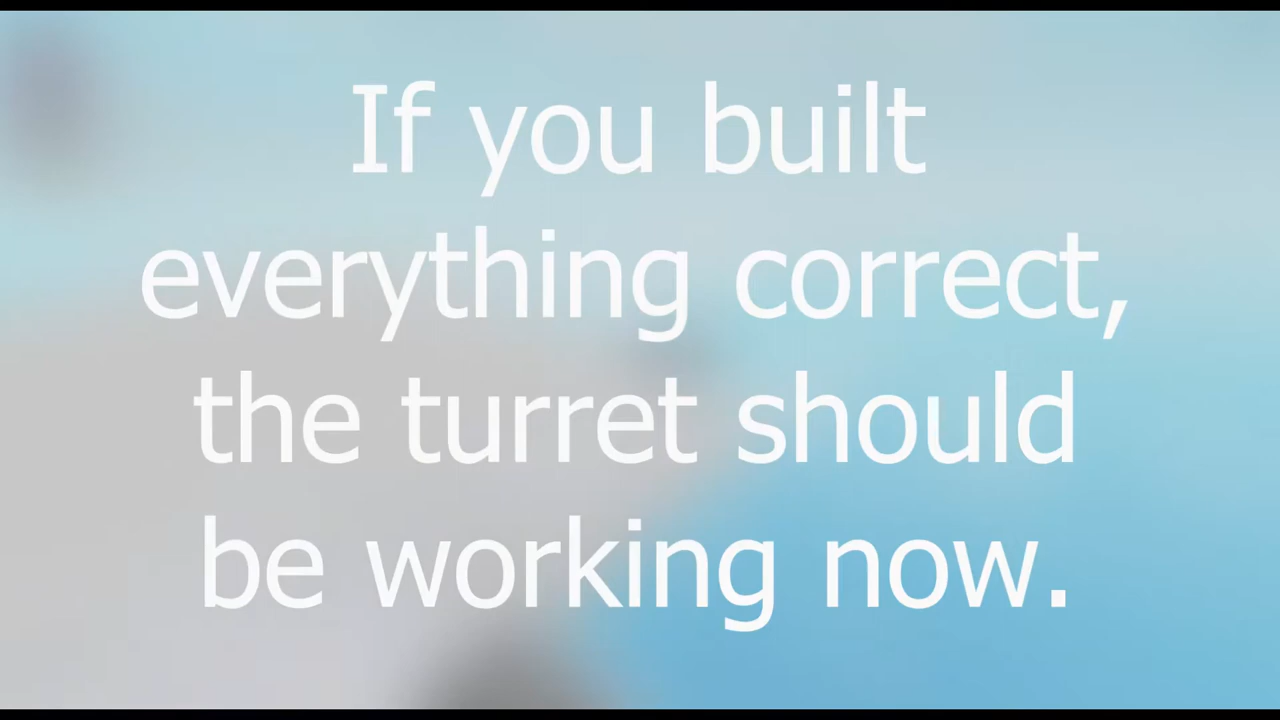 If you built
everything correct,
the turret should
be working now.